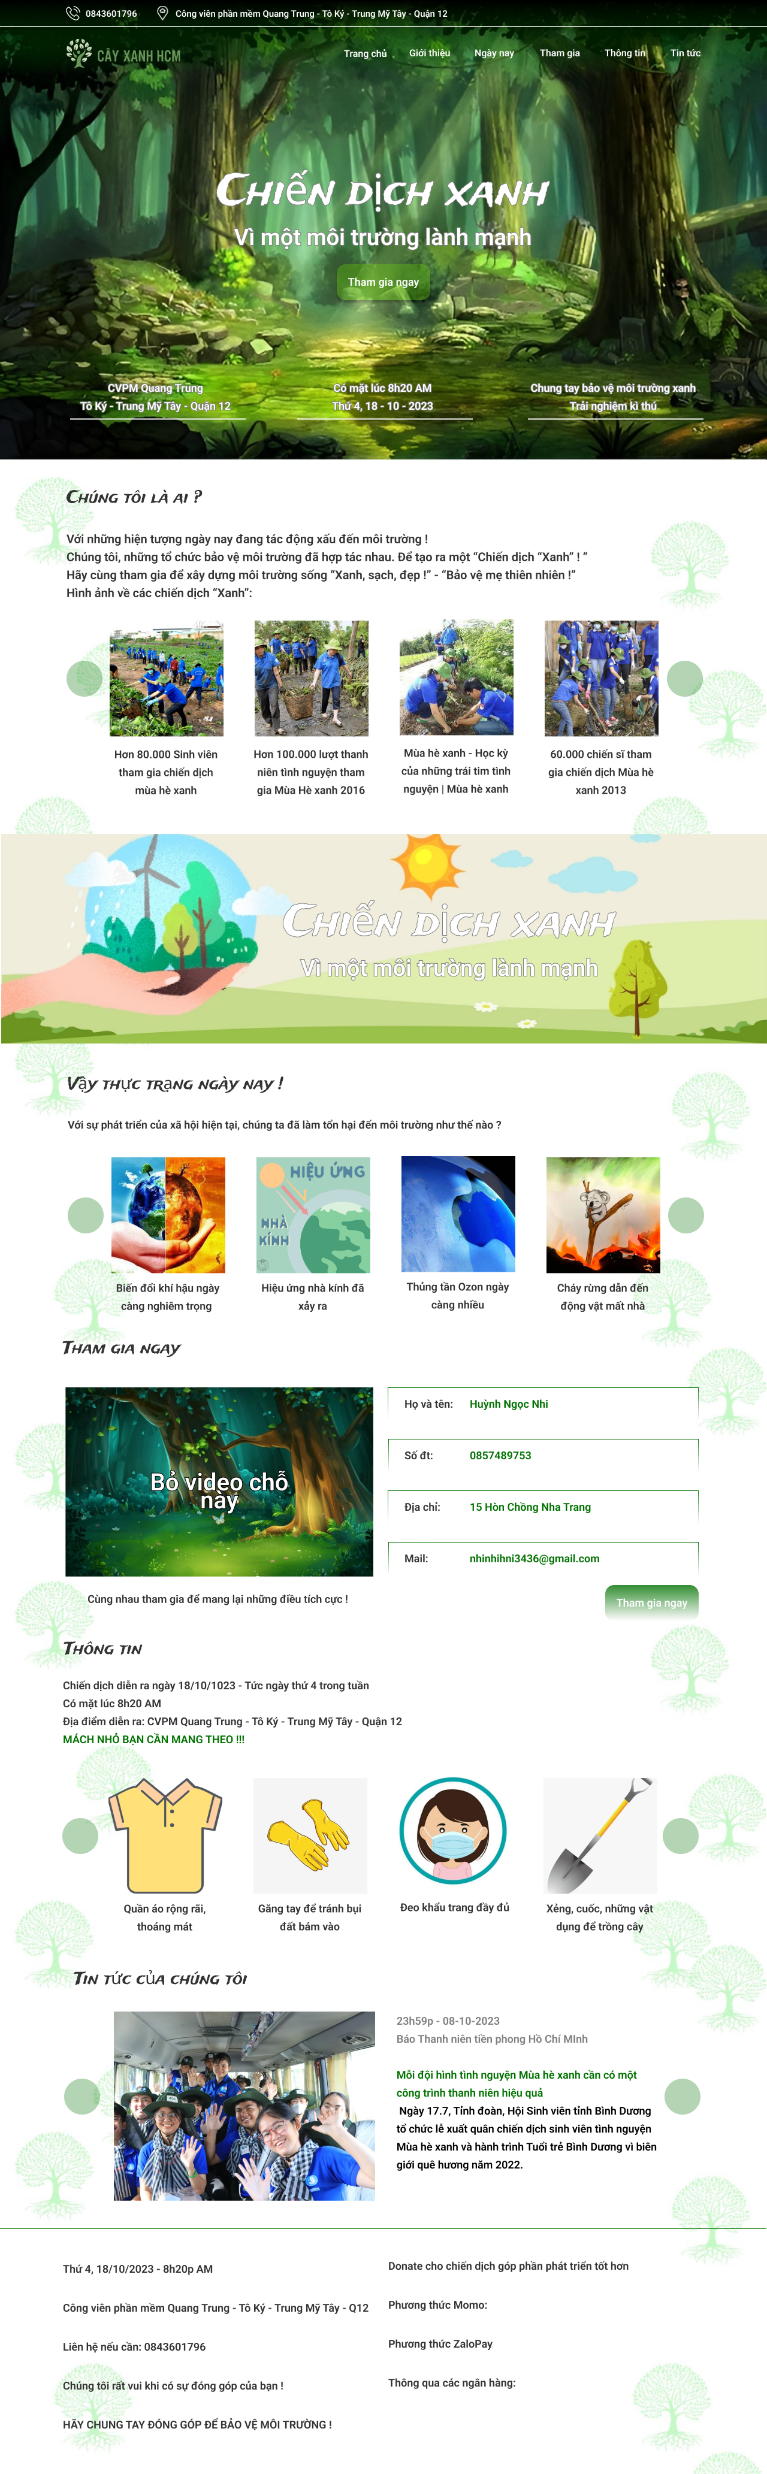 0843601796
Công viên phần mềm Quang Trung - Tô Ký - Trung Mỹ Tây - Quận 12
CÂY XANH HCM
Trang chủ
Giới thiệu
Ngày nay
Tham gia
Thông tin
Tin tức
Chiến dịch xanh
Vì một môi trường lành mạnh
Tham gia ngay
CVPM Quang Trung
Tô Ký - Trung Mỹ Tây - Quận 12
Có mặt lúc 8h20 AM
Thứ 4, 18 - 10 - 2023
Chung tay bảo vệ môi trường xanh
Trải nghiệm kì thú
Chúng tôi là ai ?
Với những hiện tượng ngày nay đang tác động xấu đến môi trường !
Chúng tôi, những tổ chức bảo vệ môi trường đã hợp tác nhau. Để tạo ra một “Chiến dịch “Xanh” ! ”
Hãy cùng tham gia để xây dựng môi trường sống “Xanh, sạch, đẹp !” - “Bảo vệ mẹ thiên nhiên !”
Hình ảnh về các chiến dịch “Xanh”:
Hơn 80.000 Sinh viên
tham gia chiến dịch
mùa hè xanh
Hơn 100.000 lượt thanh
niên tình nguyện tham
gia Mùa Hè xanh 2016
Mùa hè xanh - Học kỳ
của những trái tim tình
nguyện | Mùa hè xanh
60.000 chiến sĩ tham
gia chiến dịch Mùa hè
xanh 2013
Chiến dịch xanh
Vì một môi trường lành mạnh
Vậy thực trạng ngày nay !
Với sự phát triển của xã hội hiện tại, chúng ta đã làm tổn hại đến môi trường như thế nào ?
HIỆU ỨNG
NHÀ
KÍNH
Biến đổi khí hậu ngày
càng nghiêm trọng
Hiệu ứng nhà kính đã
xảy ra
Thủng tần Ozon ngày
càng nhiều
Cháy rừng dẫn đến
động vật mất nhà
Tham gia ngay
Bỏ video chỗ
này
Cùng nhau tham gia để mang lại những điều tích cực !
Họ và tên: Huỳnh Ngọc Nhi
Số đt: 0857489753
Địa chỉ: 15 Hòn Chồng Nha Trang
Mail: nhinhihni3436@gmail.com
Tham gia ngay
Thông tin
Chiến dịch diễn ra ngày 18/10/1023 - Tức ngày thứ 4 trong tuần
Có mặt lúc 8h20 AM
Địa điểm diễn ra: CVPM Quang Trung - Tô Ký - Trung Mỹ Tây - Quận 12
MÁCH NHỎ BẠN CẦN MANG THEO !!!
Quần áo rộng rãi,
thoáng mát
Găng tay để tránh bụi
đất bám vào
Đeo khẩu trang đầy đủ
Xẻng, cuốc, những vật
dụng để trồng cây
Tin tức của chúng tôi
23h59p - 08-10-2023
Báo Thanh niên tiền phong Hồ Chí MInh
Mỗi đội hình tình nguyện Mùa hè xanh cần có một
công trình thanh niên hiệu quả
Ngày 17.7, Tỉnh đoàn, Hội Sinh viên tỉnh Bình Dương
tổ chức lễ xuất quân chiến dịch sinh viên tình nguyện
Mùa hè xanh và hành trình Tuổi trẻ Bình Dương vì biên
giới quê hương năm 2022.
Thứ 4, 18/10/2023 - 8h20p AM
Công viên phần mềm Quang Trung - Tô Ký - Trung Mỹ Tây - Q12
Liên hệ nếu cần: 0843601796
Chúng tôi rất vui khi có sự đóng góp của bạn !
HÃY CHUNG TAY ĐÓNG GÓP ĐỂ BẢO VỆ MÔI TRƯỜNG !
Donate cho chiến dịch góp phần phát triển tốt hơn
Phương thức Momo:
Phương thức ZaloPay
Thông qua các ngân hàng: